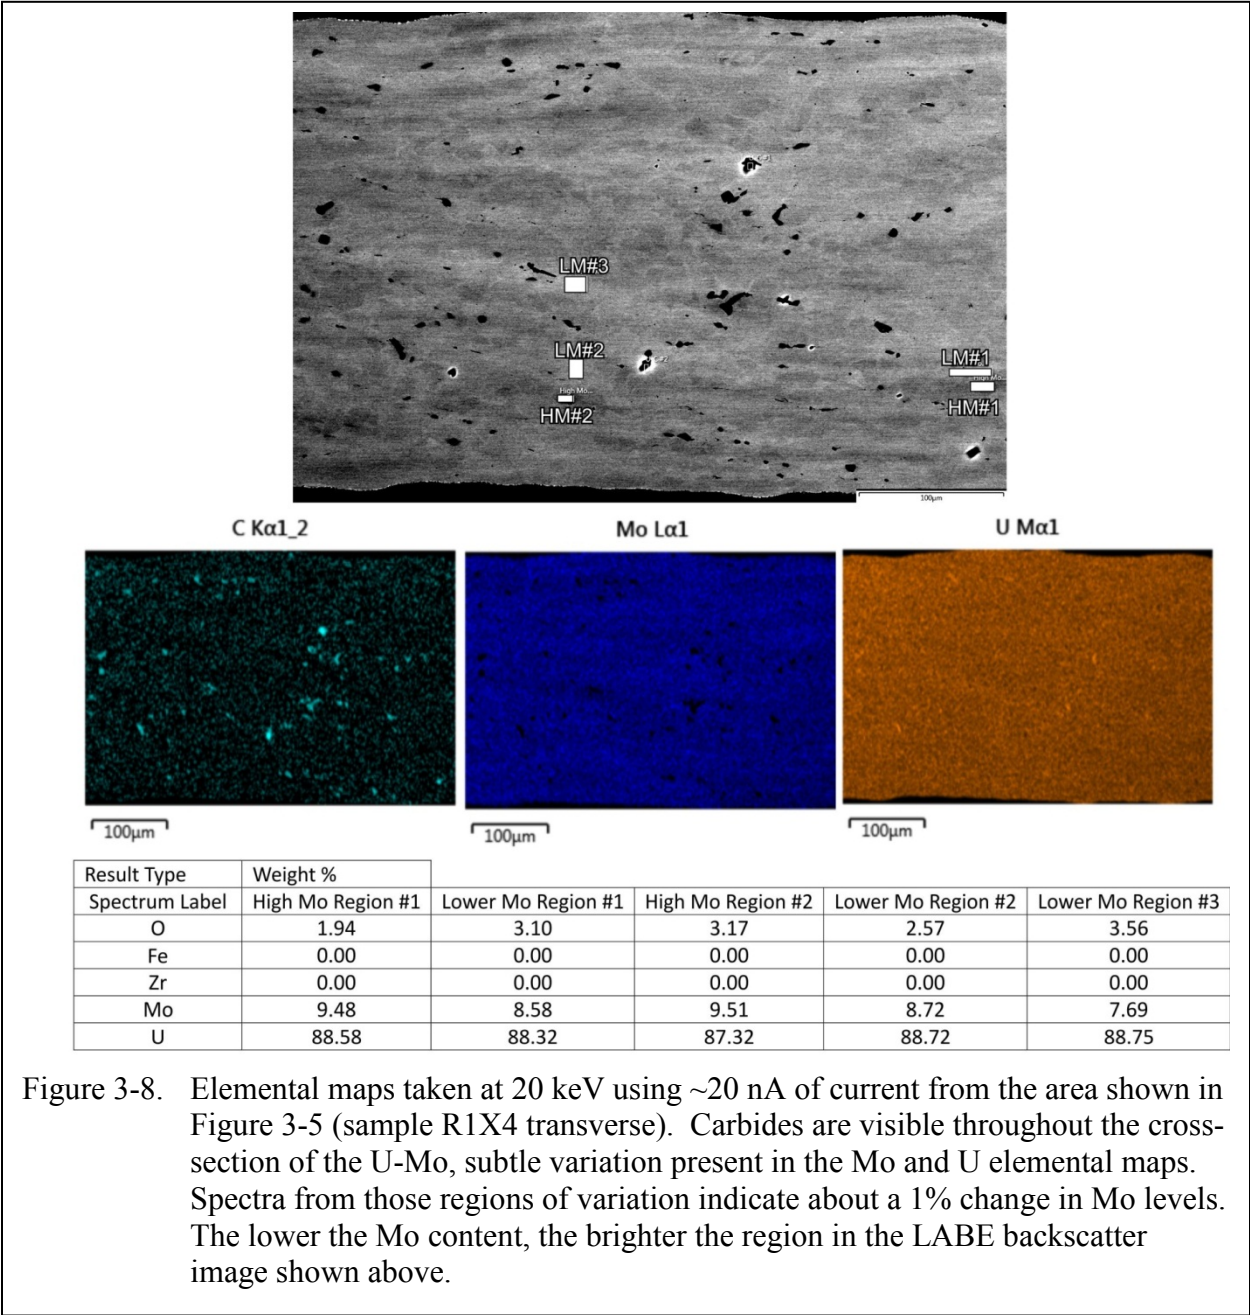 LM#3
LM#2
High Mo...
HM#2
LM#1
High Mo...
HM#1
100μm
C Kα1_2
Mo Lα1
U Mα1
100μm
100μm
100μm
Result Type Weight %
Spectrum Label High Mo Region #1 Lower Mo Region #1 High Mo Region #2 Lower Mo Region #2 Lower Mo Region #3
O 1.94 3.10 3.17 2.57 3.56
Fe 0.00 0.00 0.00 0.00 0.00
Zr 0.00 0.00 0.00 0.00 0.00
Mo 9.48 8.58 9.51 8.72 7.69
U 88.58 88.32 87.32 88.72 88.75
Figure 3-8. Elemental maps taken at 20 keV using ~20 nA of current from the area shown in
Figure 3-5 (sample R1X4 transverse). Carbides are visible throughout the cross-
section of the U-Mo, subtle variation present in the Mo and U elemental maps.
Spectra from those regions of variation indicate about a 1% change in Mo levels.
The lower the Mo content, the brighter the region in the LABE backscatter
image shown above.